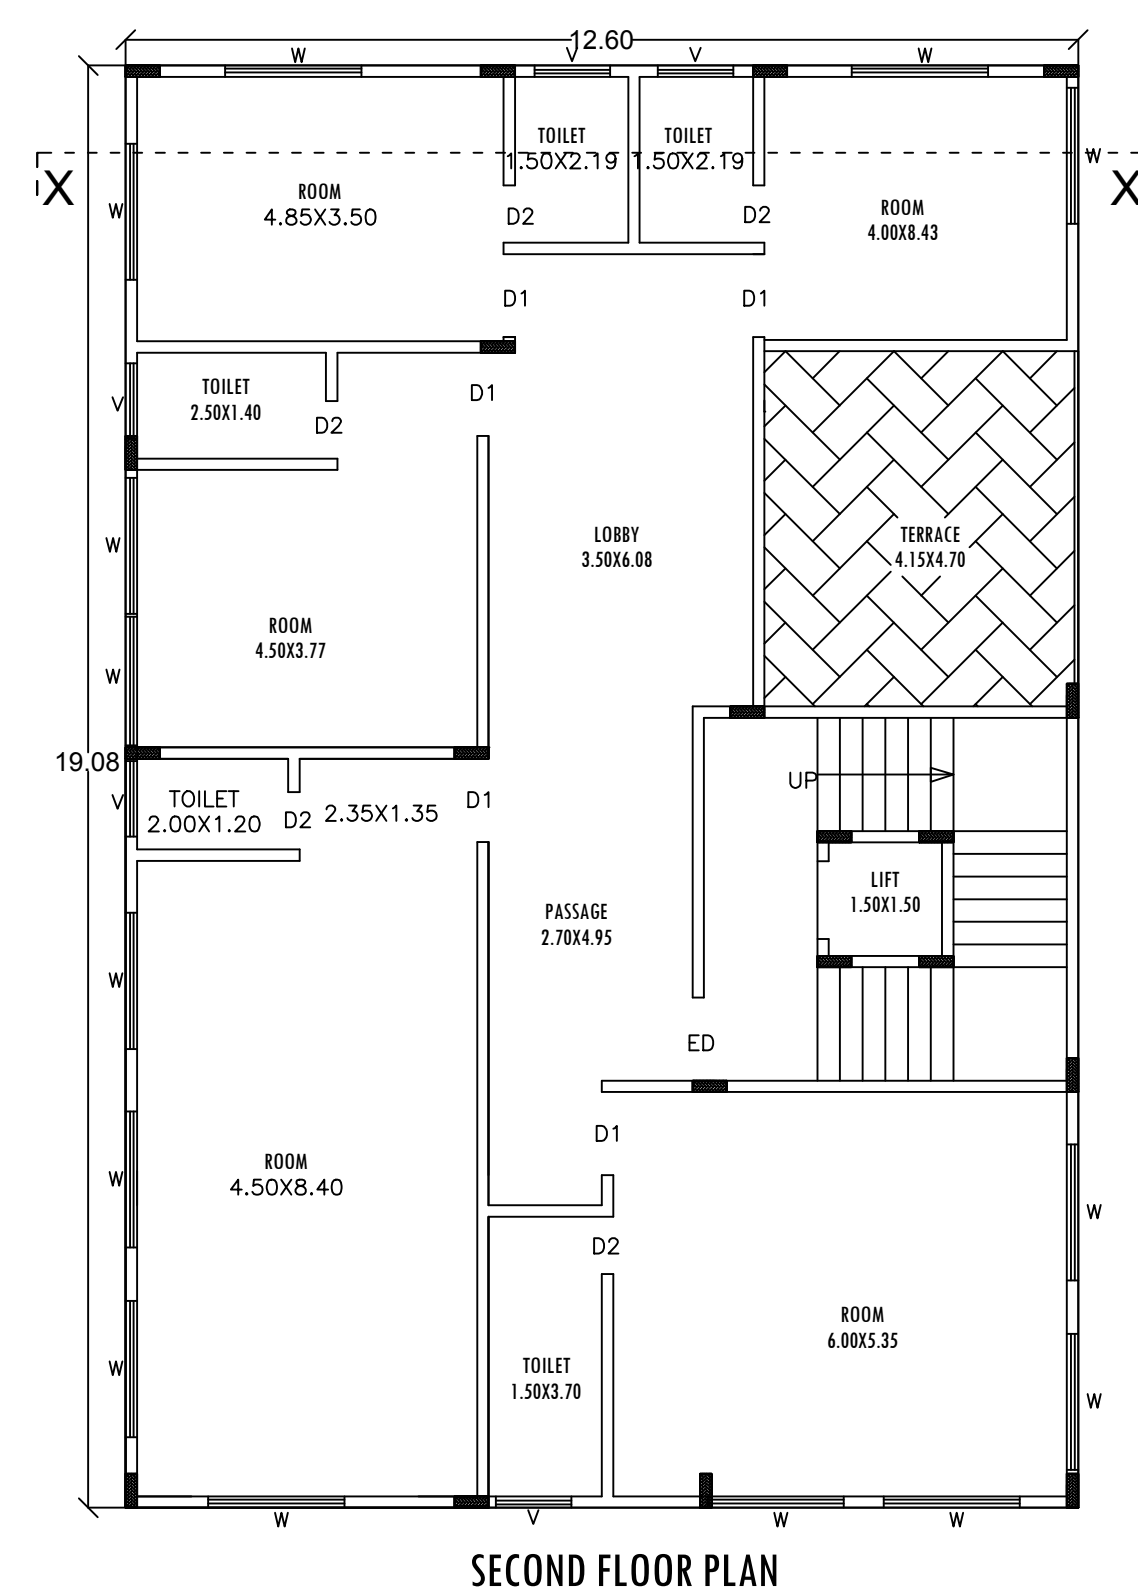 12.60
W
V
V
W
TOILET
1.50X2.19
TOILET
1.50X2.19
W
X
X
ROOM
4.85X3.50
W
D2
D2
ROOM
4.00X8.43
D1
D1
TOILET
2.50X1.40
V
D2
D1
W
LOBBY
3.50X6.08
TERRACE
4.15X4.70
ROOM
4.50X3.77
W
19.08
UP
V
TOILET
2.00X1.20
D2
2.35X1.35
D1
LIFT
1.50X1.50
PASSAGE
2.70X4.95
W
ED
D1
ROOM
4.50X8.40
W
W
D2
ROOM
6.00X5.35
W
TOILET
1.50X3.70
W
W
V
W
W
SECOND FLOOR PLAN